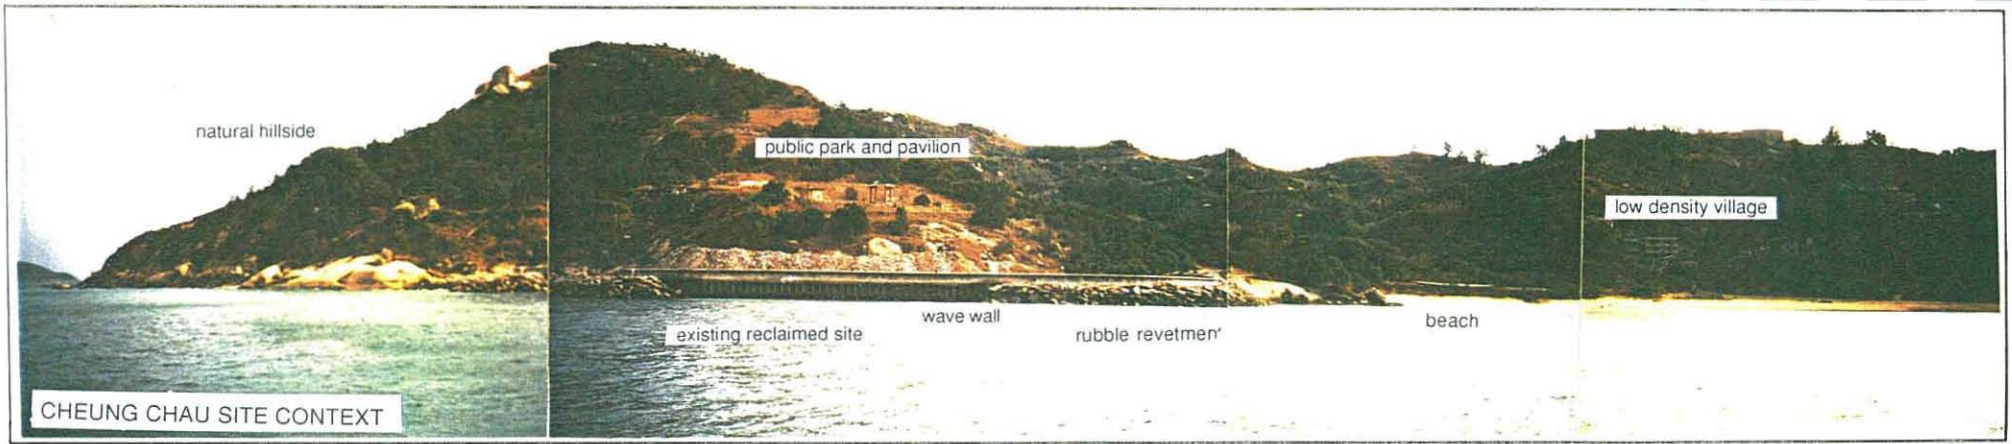 natural hillside
public park and pavilion
low density village
wave wall
beach
existing reclaimed site
rubble revetmen'
CHEUNG CHAU SITE CONTEXT